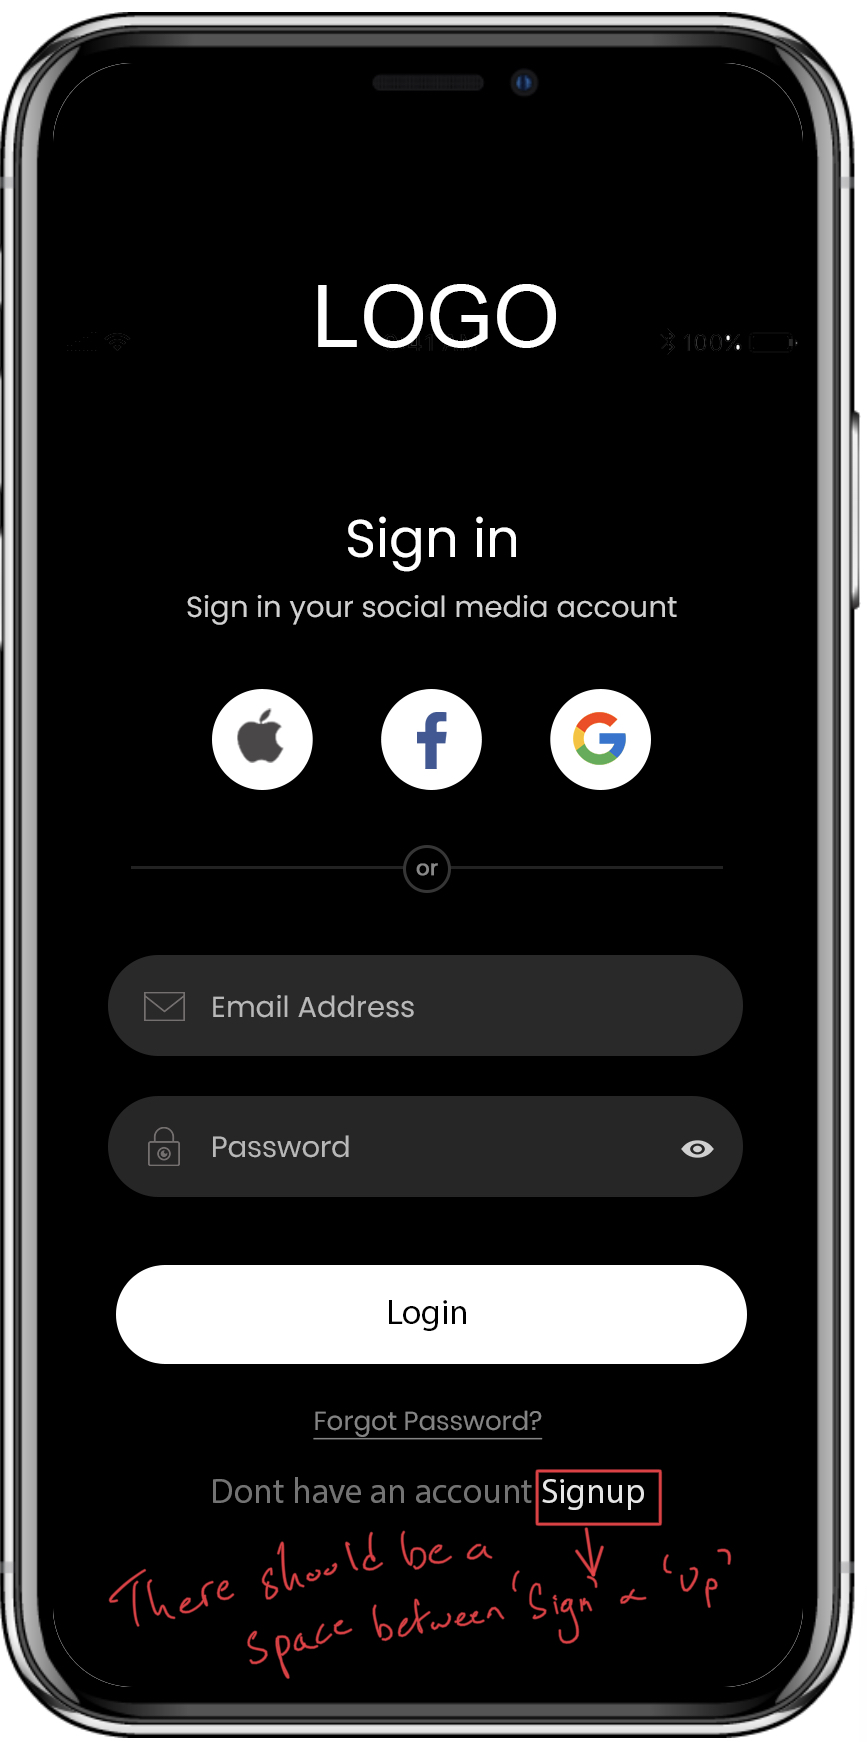 LOGO
100%
Sign in
Sign in your social media account
or
Email Address
Password
Login
Forgot Password?
Dont have an account Signup
There should be a
space between 'Sign' & 'Up'